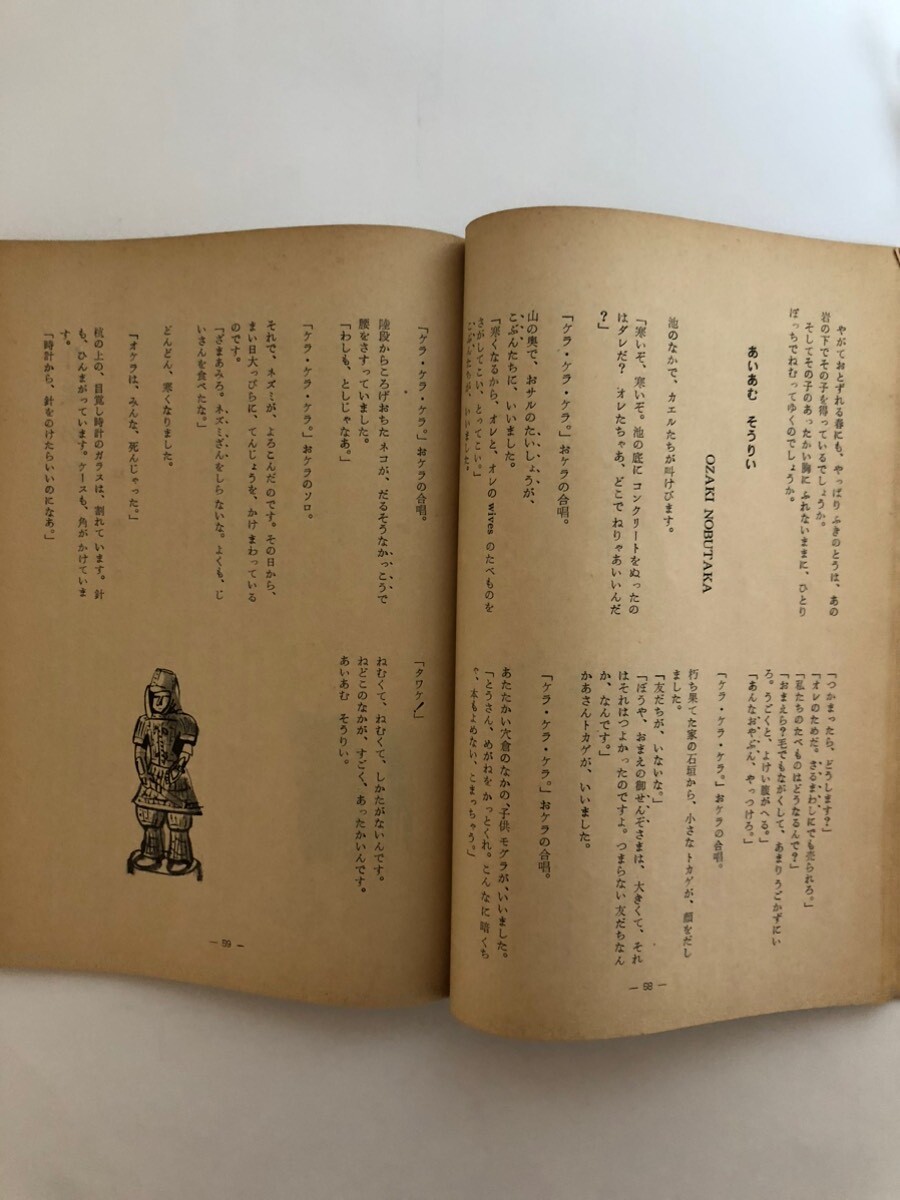 やがておとずれる春にも、やっぱり ふきのとうは、あの
岩の下でその子を得っているでしょうか。
そしてその子のあったかい胸に ふれないままに、ひとり
ぼっちでねむってゆくのでしょうか。
あいあむ そうりい
OZAKI NOBUTAKA
池のなかで、カエルたちが叫けびます。
「寒いぞ、寒いぞ。池の底に コンクリートをぬったの
はダレだ? オレたちゃあ、どこで ねりゃあいいんだ
?」
「ケラ・ケラ・ケラ。」おケラの合唱。
山の奥で、おサルのたいしょうが、
こぶんたちに、いいました。
「寒くなるから、オレと、オレの wives のたべものを
さがしてこい、とってこい。」
こぶんたちが、いいました。
「つかまったら、どうします?」
「オレのためだ。さるまわしにでも売られろ。」
「私たちのたべものはどうなるんで?」
「おまえら?毛でもながくして、あまり うごかずにい
ろ。うごくと、よけい腹がへる。」
「あんなおやぶん、やっつけろ。」
「ケラ・ケラ・ケラ。」おケラの合唱。
朽ち果てた家の石垣から、小さな トカゲが、顔をだし
ました。
「友だちが、いないな。」
「ぼうや、おまえの御せんぞさまは、大きくて、それ
はそれはつよかったのですよ。つまらない友だちなん
か、なんです。」
かあさんトカゲが、いいました。
「ケラ・ケラ・ケラ。」おケラの合唱。
あたたかい穴倉のなかの、子供 モグラが、いいました。
「とうさん、めがねを かっとくれ。こんなに暗くち
ゃ、本もよめない、こまっちゃう。」
― 68 ―
「ケラ・ケラ・ケラ。」おケラの合唱。
陸段からころげおちた ネコが、だるそうなかっこうで
腰をさすっていました。
「わしも、としじゃなあ。」
「ケラ・ケラ・ケラ。」おケラのソロ。
それで、ネズミが、よろこんだのです。その日から、
まい日大っぴらに、てんじょうを、かけ まわっている
のです。
「ざまあみろ。ネズミさんをしら ないな。よくも、じ
いさんを食べたな。」
どんどん、寒くなりました。
「オケラは、みんな、死んじゃった。」
机の上の、目罵し時計のガラスは、割れています。針
も、ひんまがっています。ケースも、角がかけていま
す。
「時計から、針をのけたらいいのになあ。」
「タワケ!」
ねむくて、ねむくて、しかたがないんです。
ねどこのなかが、すごく、あったかいんです。
あいあむ そうりい。
― 69 ―